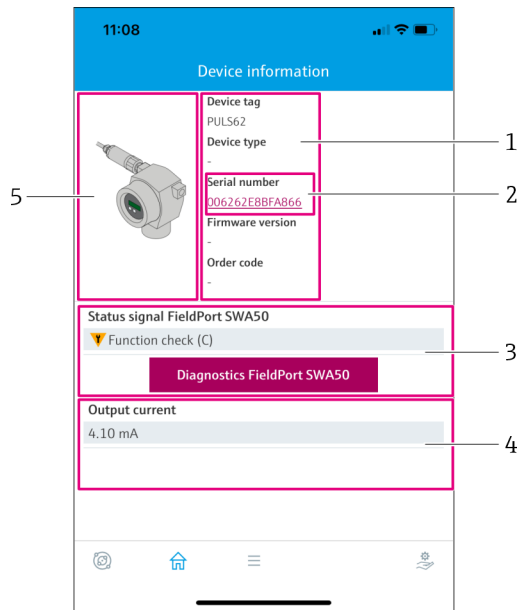 11:08
Device information
Device tag
PULS62
Device type
-
Serial number
006262E8BFA866
Firmware version
-
Order code
-
1
2
5
Status signal FieldPort SWA50
Function check (C)
Diagnostics FieldPort SWA50
3
Output current
4.10 mA
4